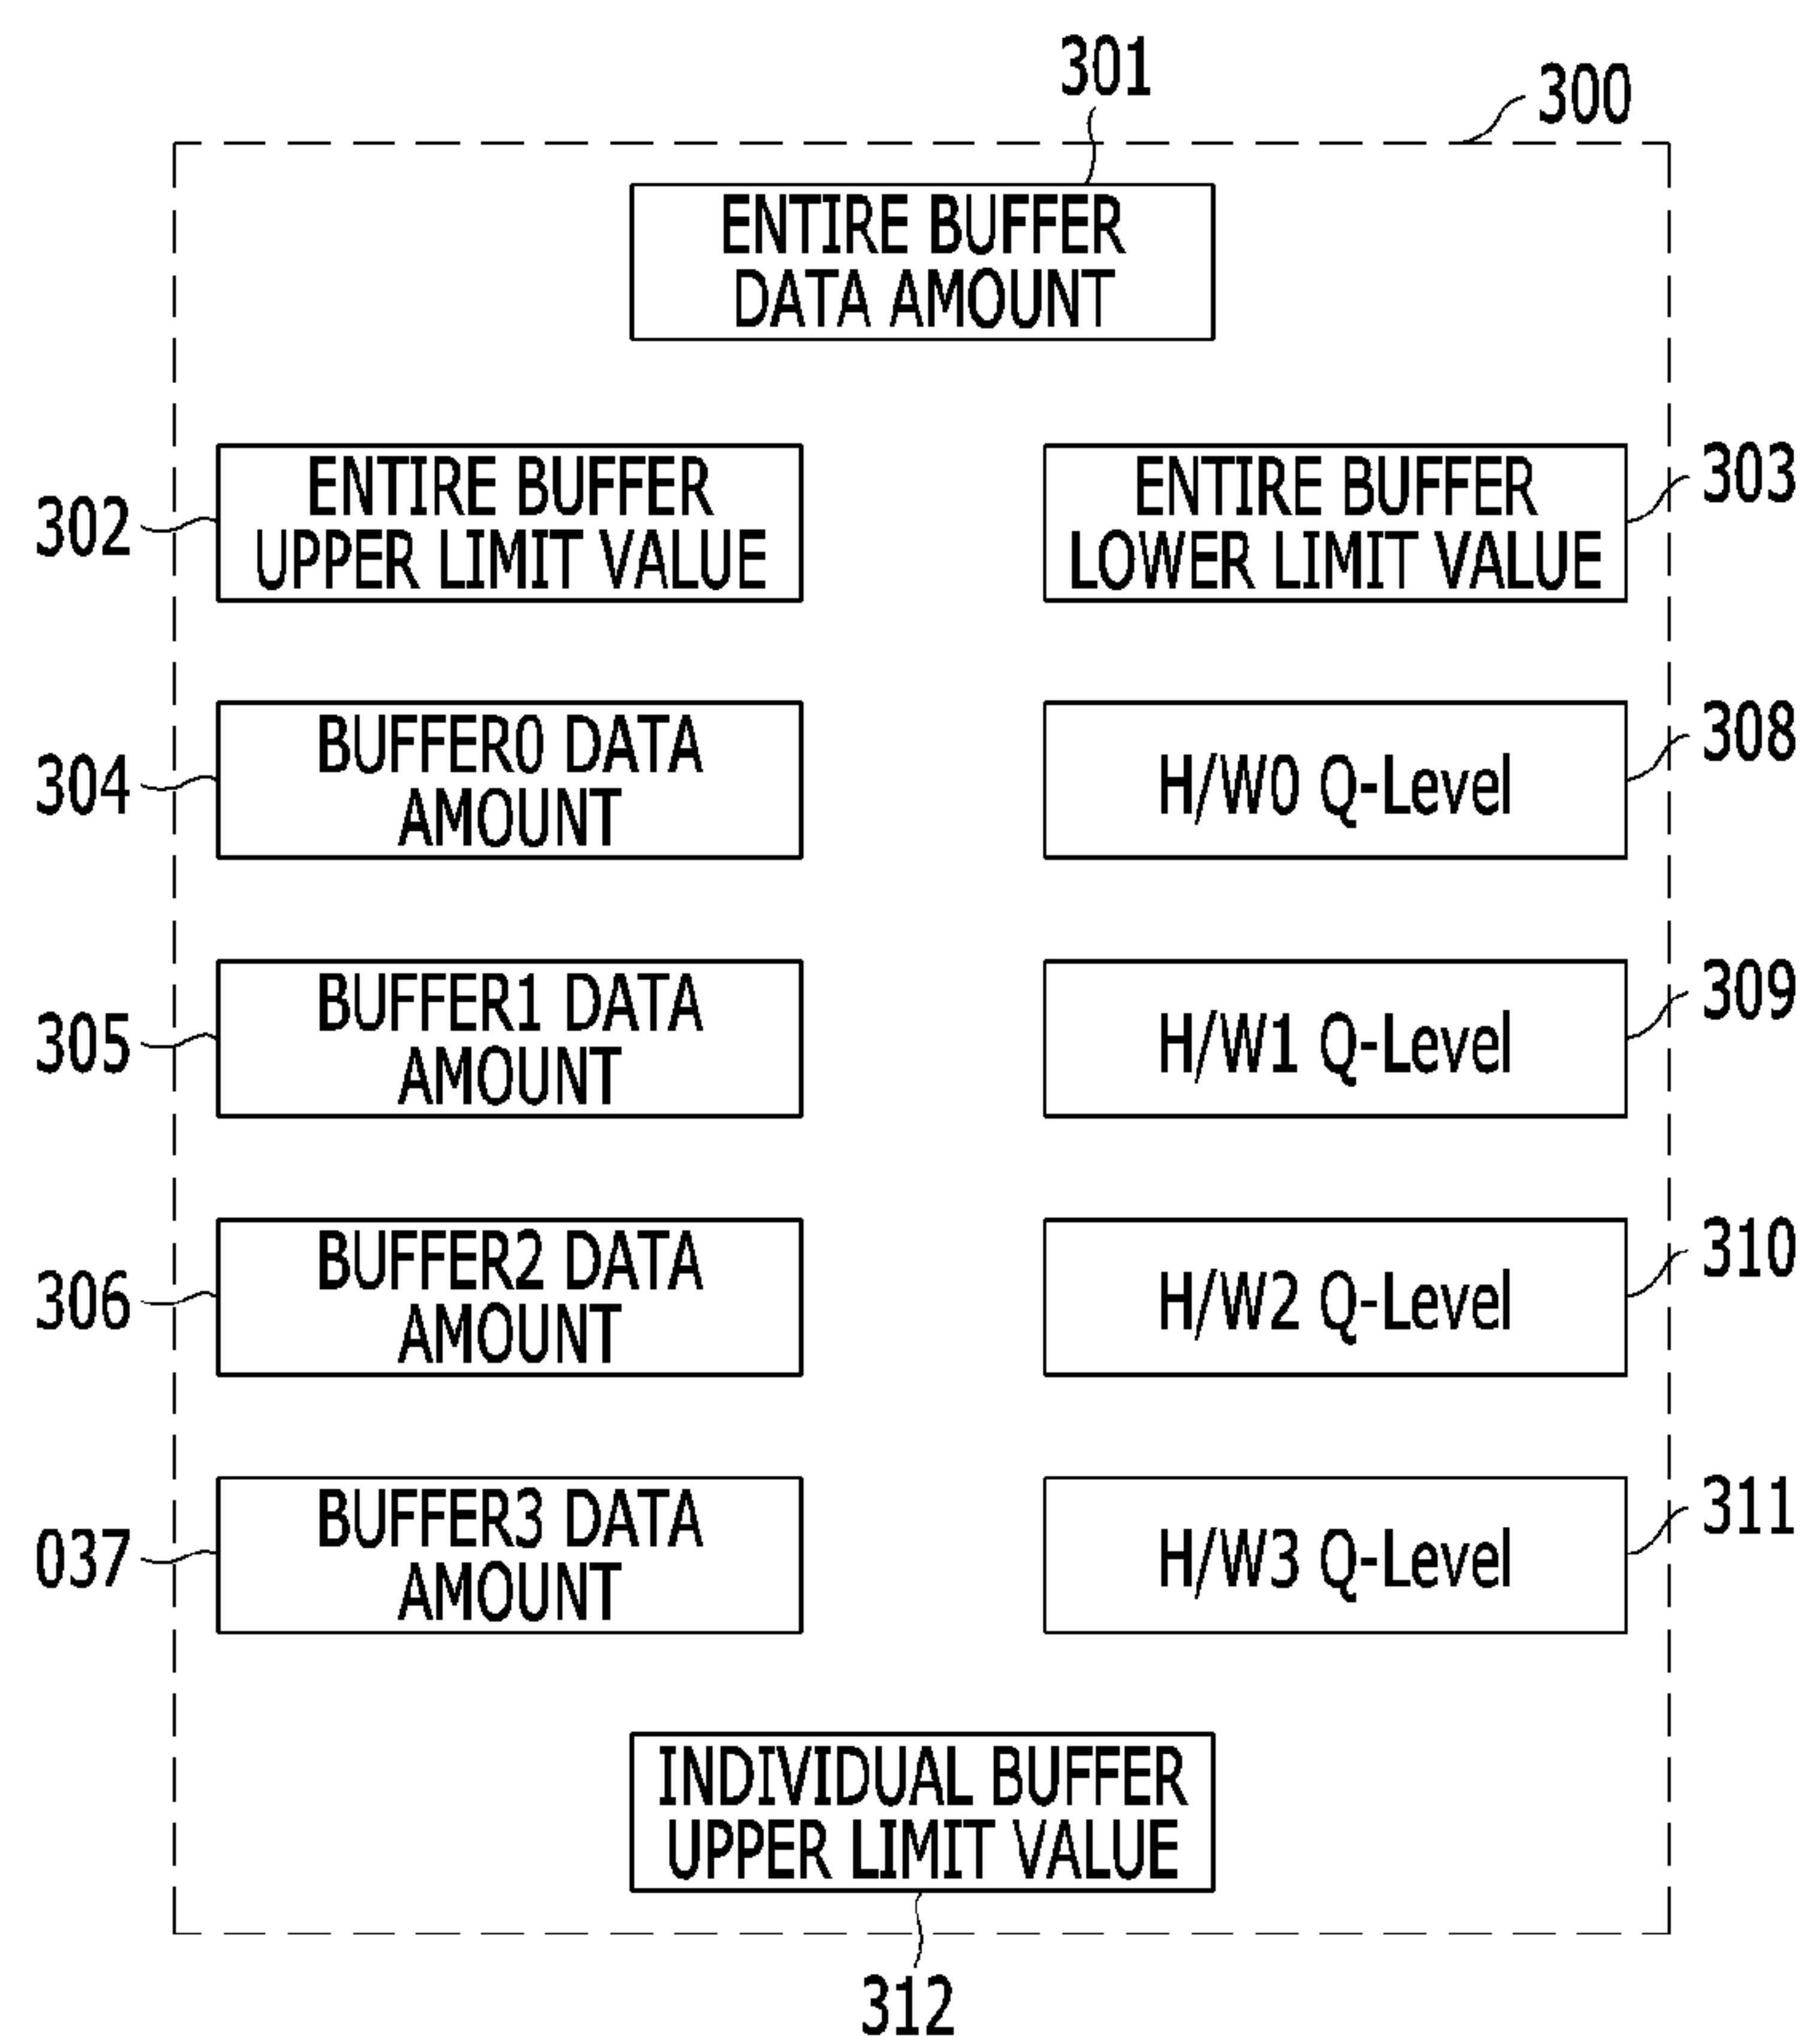 301
300
ENTIRE BUFFER
DATA AMOUNT
302
ENTIRE BUFFER
UPPER LIMIT VALUE
ENTIRE BUFFER
LOWER LIMIT VALUE
303
304
BUFFER0 DATA
AMOUNT
H/W0 Q-Level
308
305
BUFFER1 DATA
AMOUNT
H/W1 Q-Level
309
306
BUFFER2 DATA
AMOUNT
H/W2 Q-Level
310
037
BUFFER3 DATA
AMOUNT
H/W3 Q-Level
311
INDIVIDUAL BUFFER
UPPER LIMIT VALUE
312